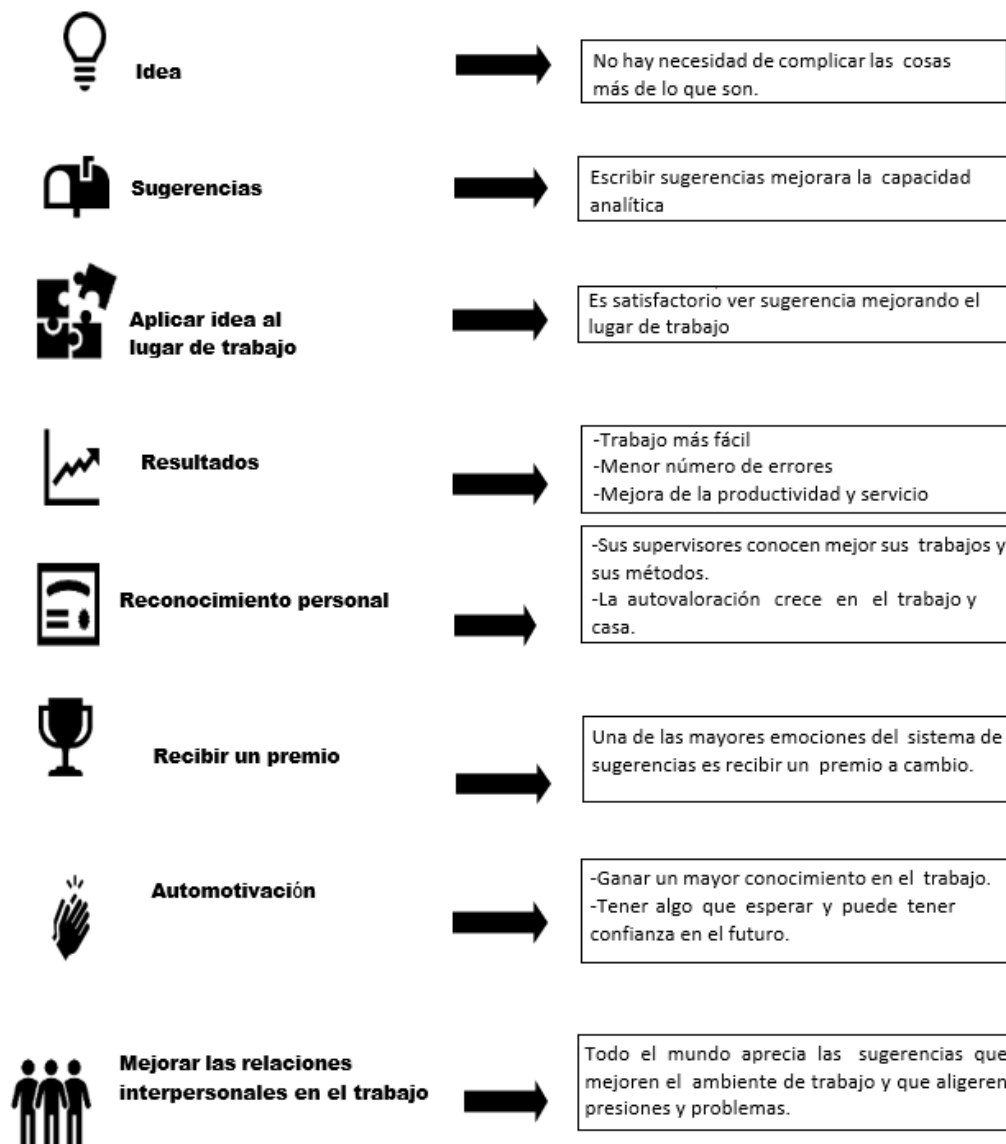 Idea
No hay necesidad de complicar las cosas
más de lo que son.
Sugerencias
Escribir sugerencias mejorara la capacidad
analítica
Aplicar idea al
lugar de trabajo
Es satisfactorio ver sugerencia mejorando el
lugar de trabajo
Resultados
-Trabajo más fácil
-Menor número de errores
-Mejora de la productividad y servicio
Reconocimiento personal
-Sus supervisores conocen mejor sus trabajos y
sus métodos.
-La autovaloración crece en el trabajo y
casa.
Recibir un premio
Una de las mayores emociones del sistema de
sugerencias es recibir un premio a cambio.
Automotivación
-Ganar un mayor conocimiento en el trabajo.
-Tener algo que esperar y puede tener
confianza en el futuro.
Mejorar las relaciones
interpersonales en el trabajo
Todo el mundo aprecia las sugerencias que
mejoren el ambiente de trabajo y que aligeren
presiones y problemas.